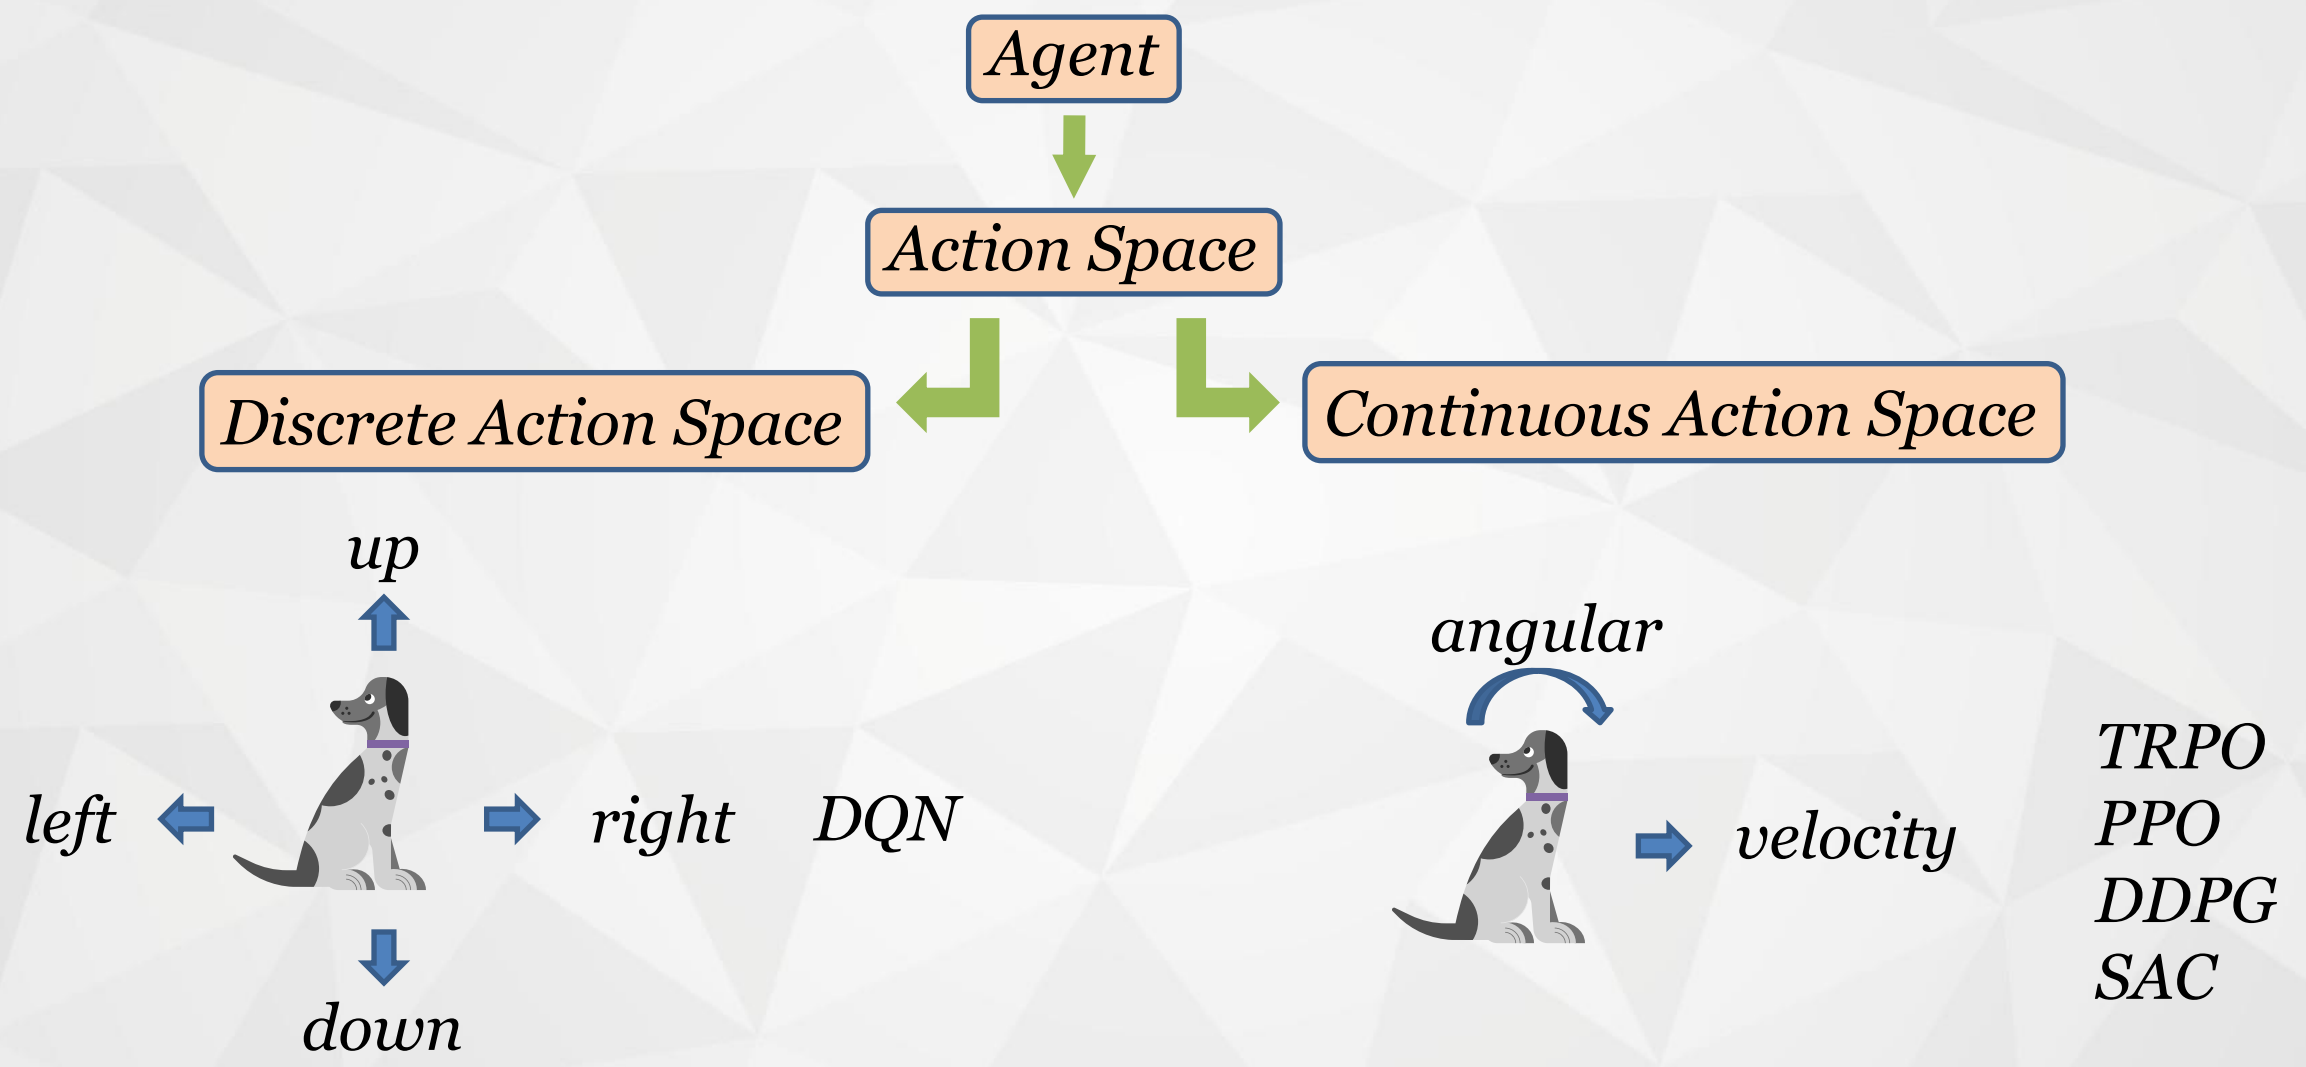 Agent
Action Space
Discrete Action Space
Continuous Action Space
up
left
right
down
DQN
angular
velocity
TRPO
PPO
DDPG
SAC